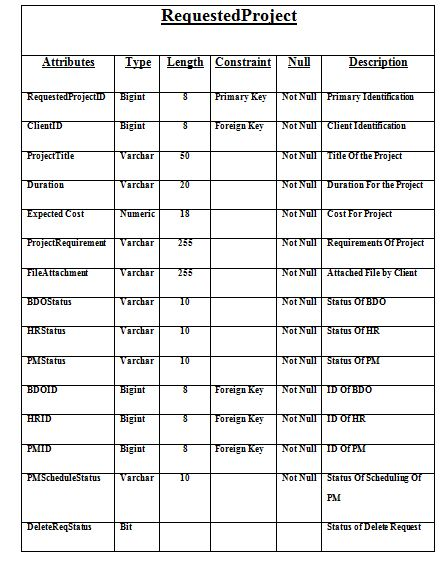 RequestedProject
Attributes Type Length Constraint Null Description
RequestedProjectID Bigint 8 Primary Key Not Null Primary Identification
ClientID Bigint 8 Foreign Key Not Null Client Identification
ProjectTitle Varchar 50 Not Null Title Of the Project
Duration Varchar 20 Not Null Duration For the Project
Expected Cost Numeric 18 Not Null Cost For Project
ProjectRequirement Varchar 255 Not Null Requirements Of Project
FileAttachment Varchar 255 Not Null Attached File by Client
BDOStatus Varchar 10 Not Null Status Of BDO
HRStatus Varchar 10 Not Null Status Of HR
PMStatus Varchar 10 Not Null Status Of PM
BDOID Bigint 8 Foreign Key Not Null ID Of BDO
HRID Bigint 8 Foreign Key Not Null ID Of HR
PMID Bigint 8 Foreign Key Not Null ID Of PM
PMScheduleStatus Varchar 10 Not Null Status Of Scheduling Of
PM
DeleteReqStatus Bit Status of Delete Request